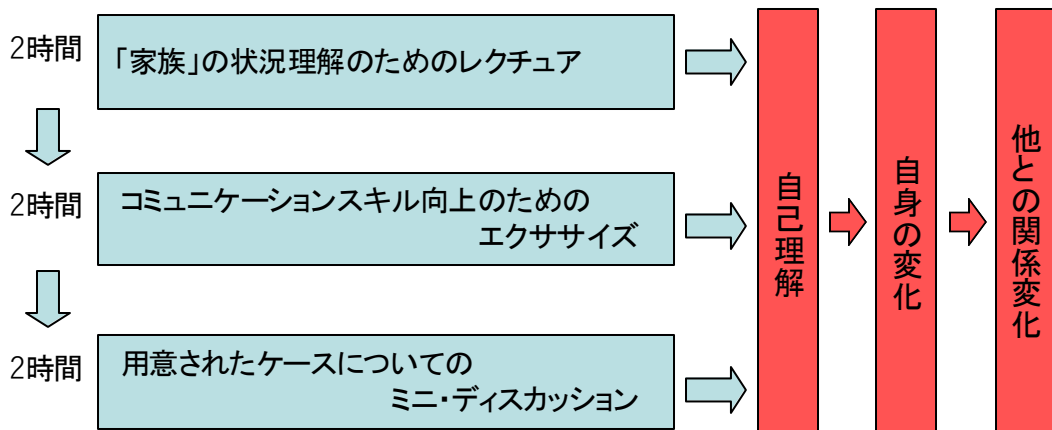 2時間
「家族」の状況理解のためのレクチュア
2時間
コミュニケーションスキル向上のための
エクササイズ
2時間
用意されたケースについての
ミニ・ディスカッション
自己理解
自身の変化
他との関係変化